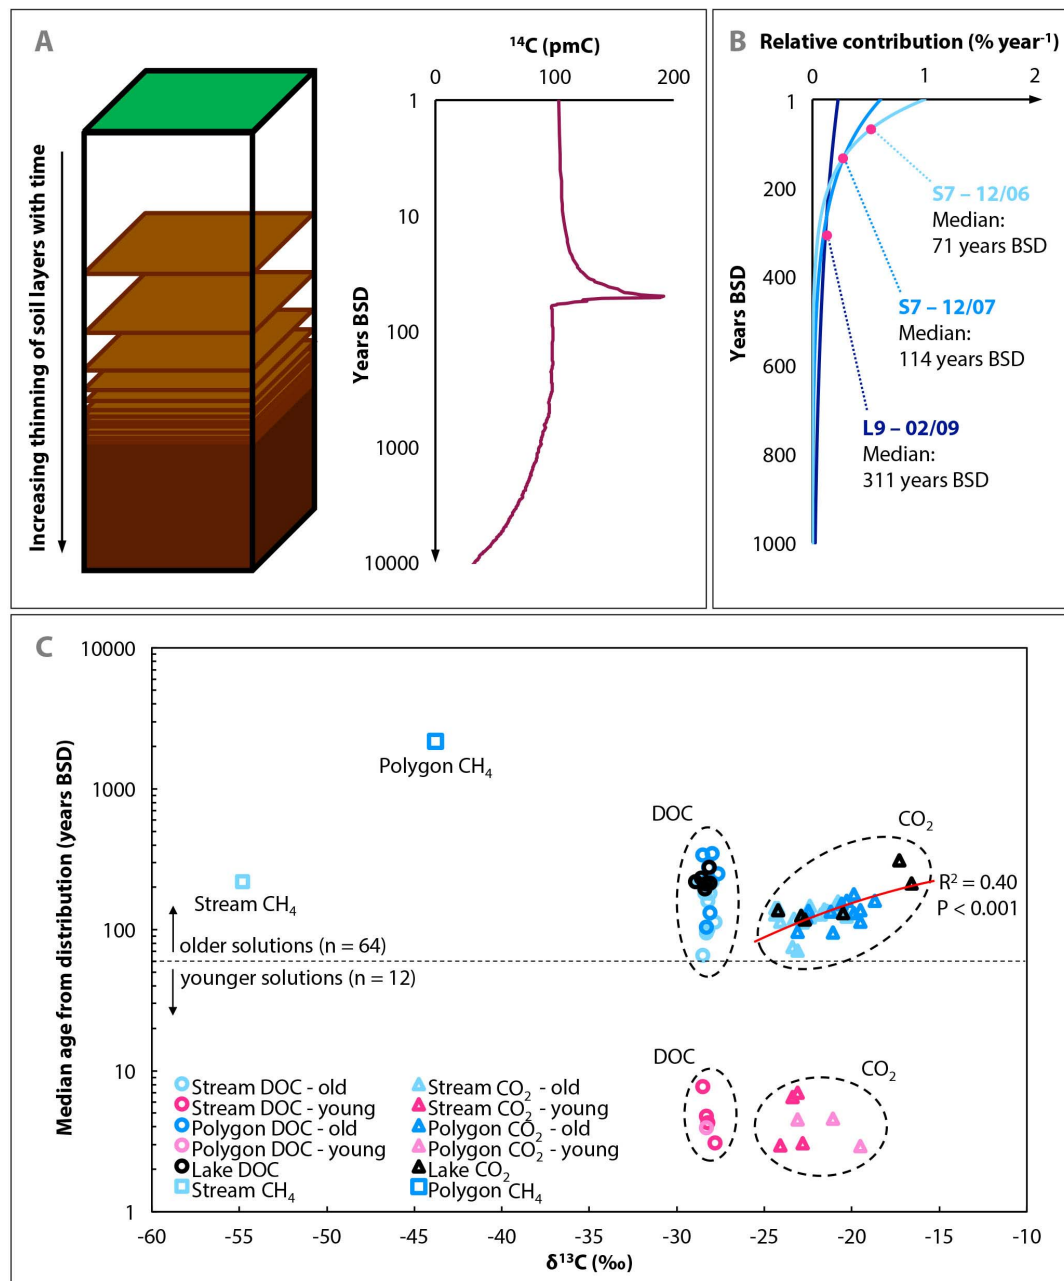 A
Increasing thinning of soil layers with time
¹⁴C (pmC)
0 100 200
Years BSD
1
10
100
1000
10000
B
Relative contribution (% year⁻¹)
0 1 2
Years BSD
1
200
400
600
800
1000
S7 – 12/06
Median:
71 years BSD
S7 – 12/07
Median:
114 years BSD
L9 – 02/09
Median:
311 years BSD
C
Median age from distribution (years BSD)
10000
1000
100
10
1
Polygon CH₄
Stream CH₄
DOC
CO₂
R² = 0.40
P < 0.001
older solutions (n = 64)
younger solutions (n = 12)
DOC
CO₂
Stream DOC - old
Stream DOC - young
Polygon DOC - old
Polygon DOC - young
Lake DOC
Stream CH₄
Stream CO₂ - old
Stream CO₂ - young
Polygon CO₂ - old
Polygon CO₂ - young
Lake CO₂
Polygon CH₄
-60 -55 -50 -45 -40 -35 -30 -25 -20 -15 -10
δ¹³C (‰)